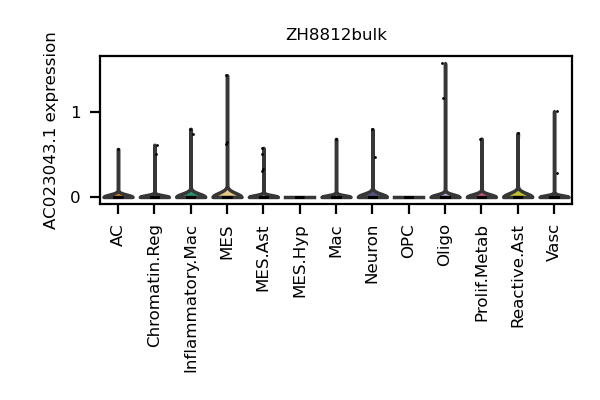 ZH8812bulk
AC023043.1 expression
1
0
AC
Chromatin.Reg
Inflammatory.Mac
MES
MES.Ast
MES.Hyp
Mac
Neuron
OPC
Oligo
Prolif.Metab
Reactive.Ast
Vasc